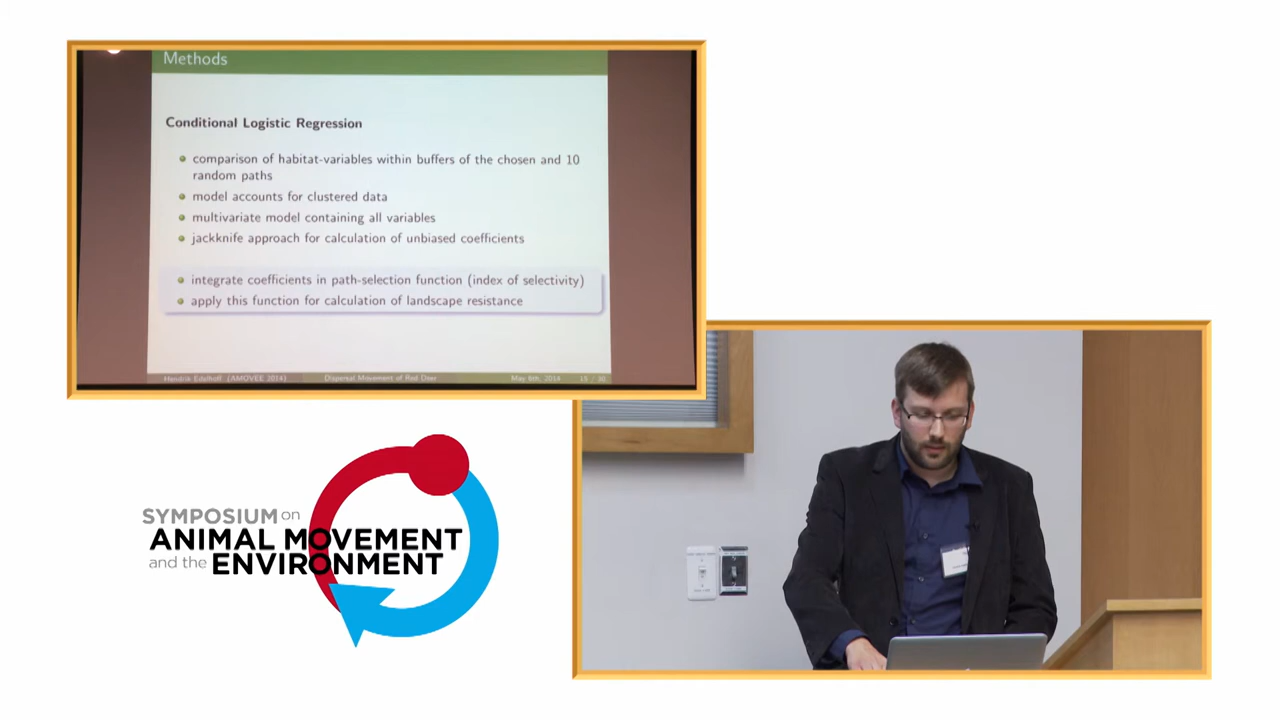 Methods
Conditional Logistic Regression
comparison of habitat-variables within buffers of the chosen and 10
random paths
model accounts for clustered data
multivariate model containing all variables
jackknife approach for calculation of unbiased coefficients
integrate coefficients in path-selection function (index of selectivity)
apply this function for calculation of landscape resistance
Hendrik Edelhoff (AMOVEE 2014) Dispersal Movement of Red Deer May 6th, 2014 15 / 30
SYMPOSIUM on
ANIMAL MOVEMENT
and the ENVIRONMENT